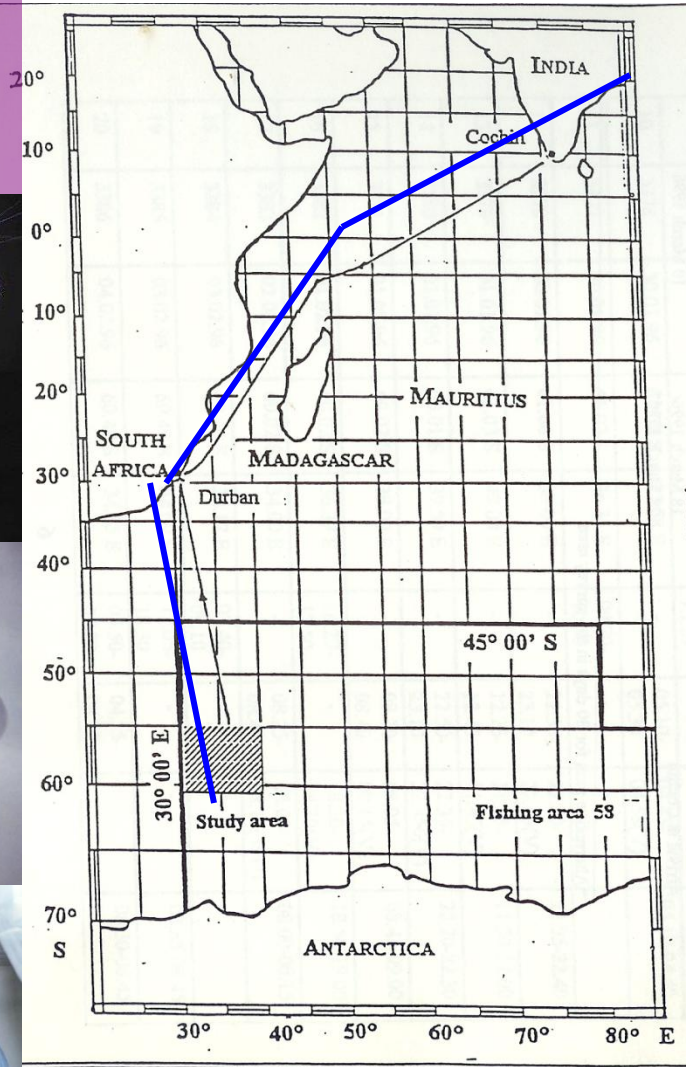 INDIA
20°
Cochin
10°
0°
10°
20°
MAURITIUS
SOUTH
AFRICA
MADAGASCAR
30°
Durban
40°
45° 00' S
50°
30° 00' E
60°
Study area
Fishing area 58
70°
S
ANTARCTICA
30° 40° 50° 60° 70° 80° E